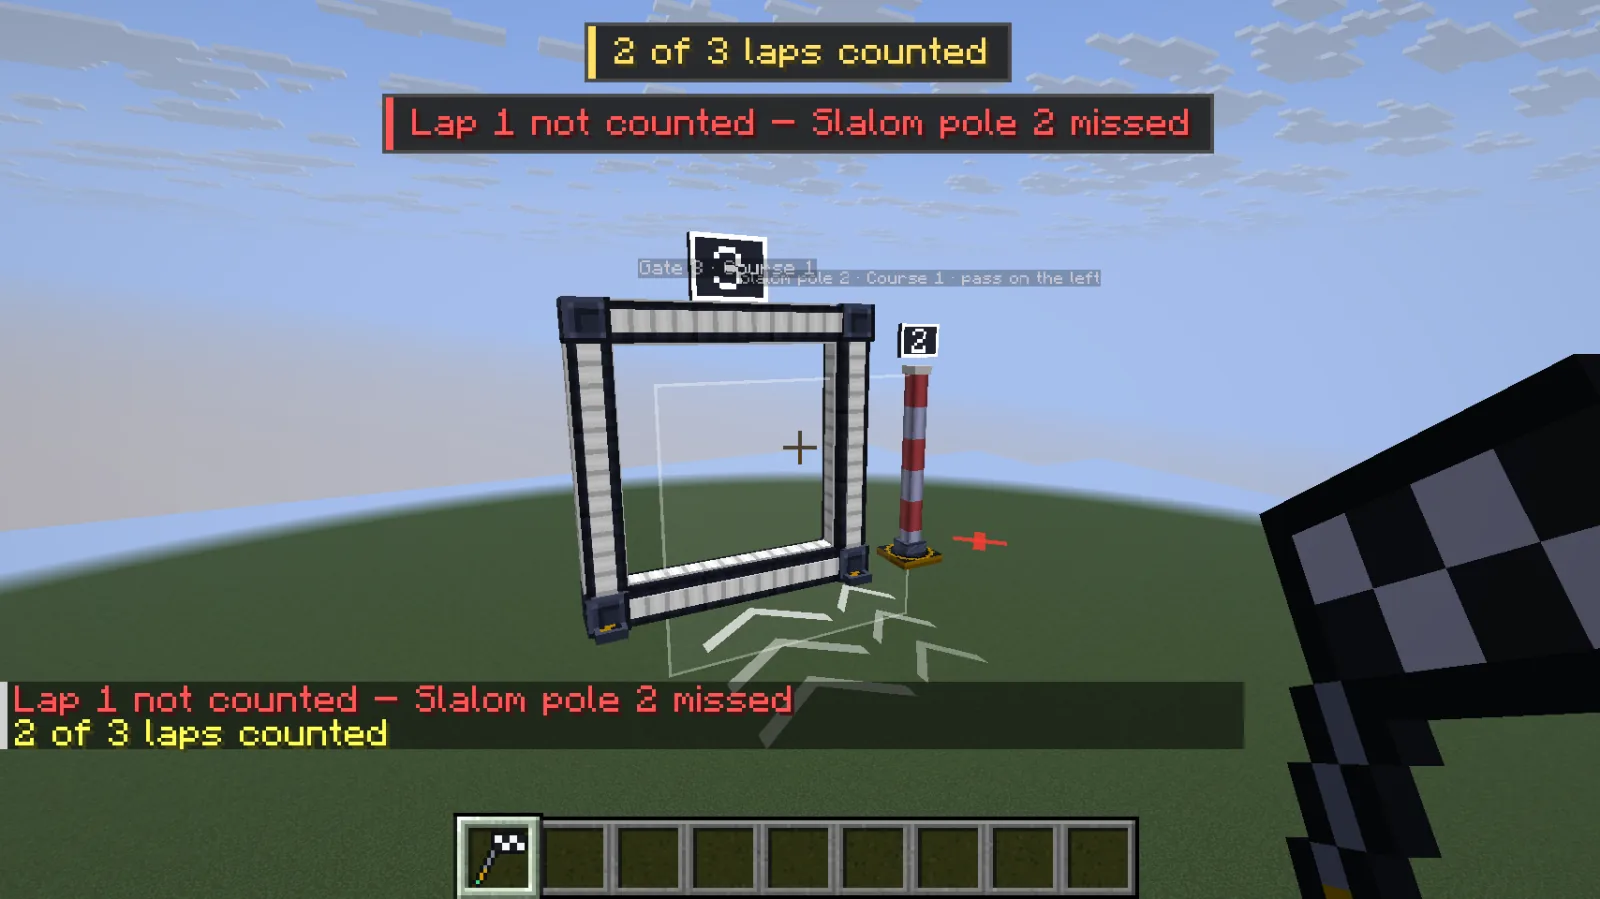 2 of 3 laps counted
Lap 1 not counted — Slalom pole 2 missed
3
Gate 3 · Course 1
Slalom pole 2 · Course 1 · pass on the left
2
Lap 1 not counted — Slalom pole 2 missed
2 of 3 laps counted